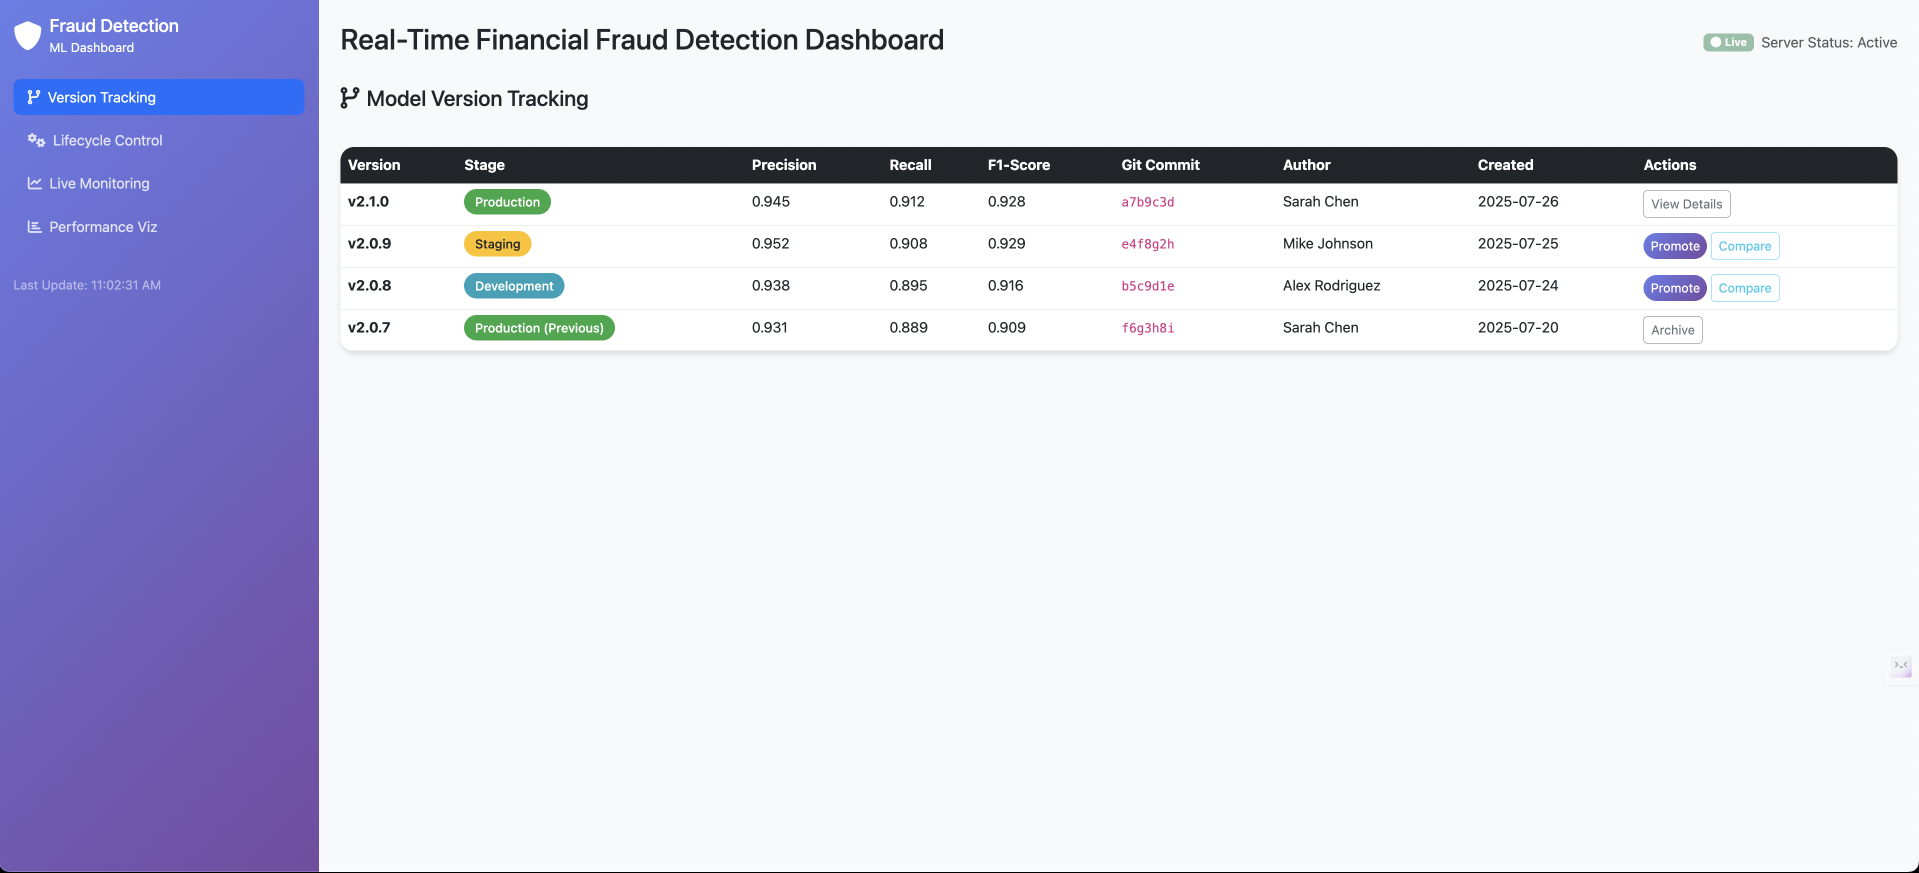 Fraud Detection
ML Dashboard
Version Tracking
Lifecycle Control
Live Monitoring
Performance Viz
Last Update: 11:02:31 AM
Real-Time Financial Fraud Detection Dashboard
Live Server Status: Active
Model Version Tracking
Version Stage Precision Recall F1-Score Git Commit Author Created Actions
v2.1.0 Production 0.945 0.912 0.928 a7b9c3d Sarah Chen 2025-07-26 View Details
v2.0.9 Staging 0.952 0.908 0.929 e4f8g2h Mike Johnson 2025-07-25 Promote Compare
v2.0.8 Development 0.938 0.895 0.916 b5c9d1e Alex Rodriguez 2025-07-24 Promote Compare
v2.0.7 Production (Previous) 0.931 0.889 0.909 f6g3h8i Sarah Chen 2025-07-20 Archive